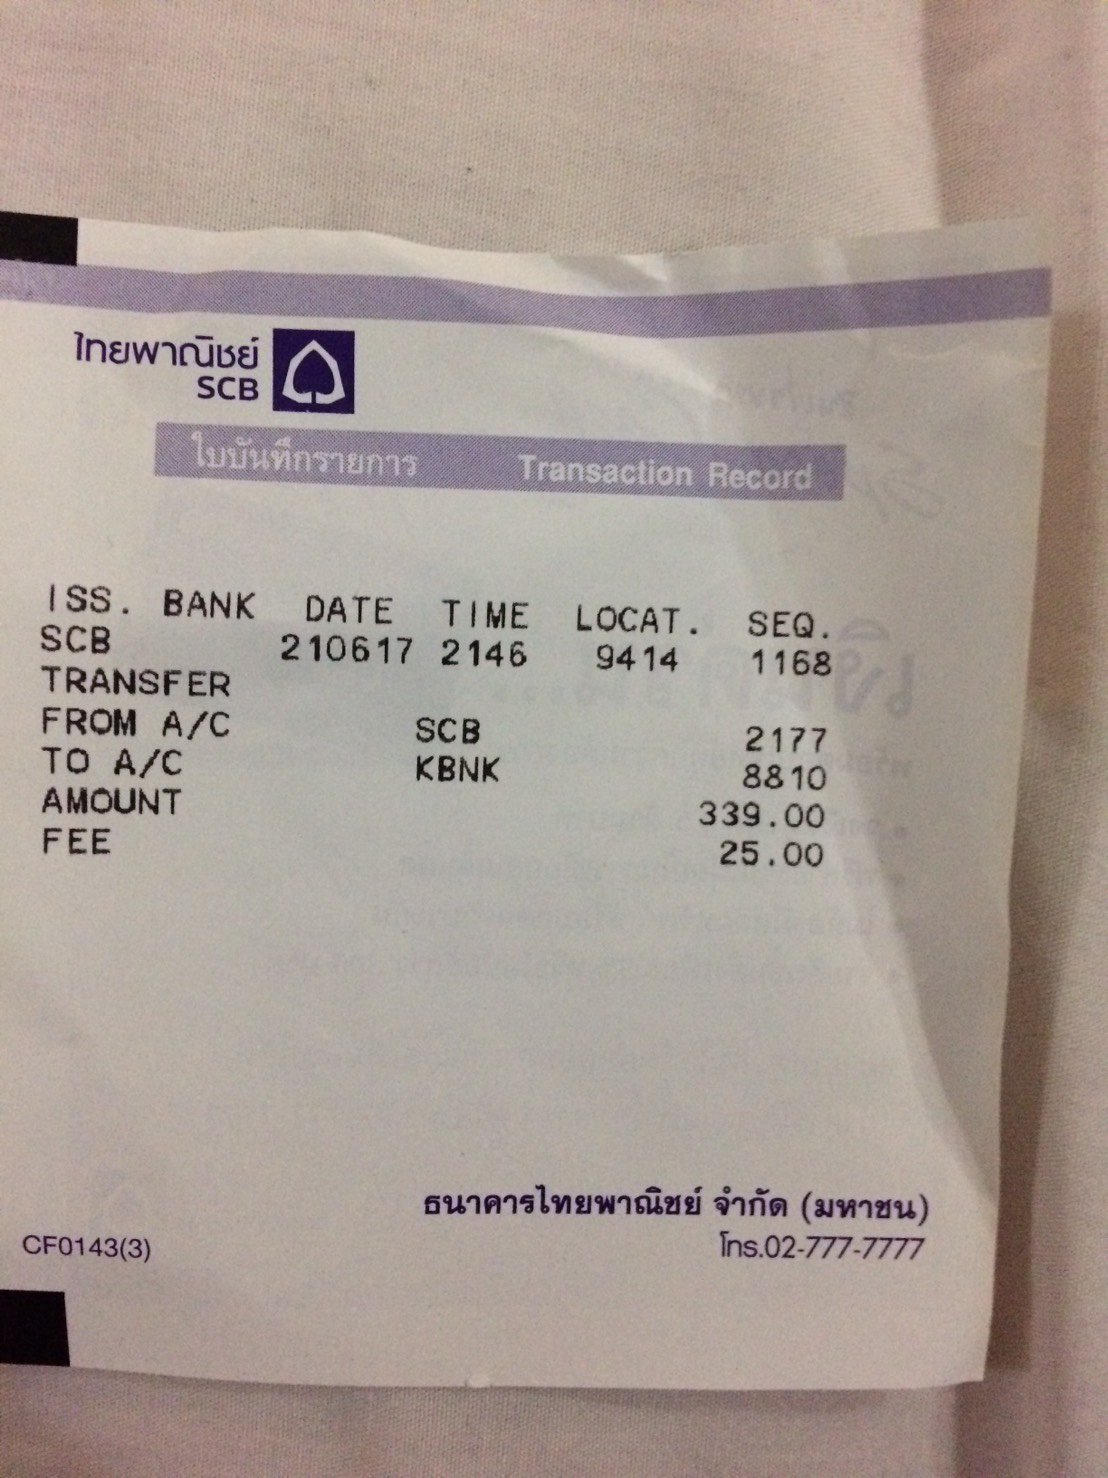 ไทยพาณิชย์
SCB
ใบบันทึกรายการ Transaction Record
ISS. BANK DATE TIME LOCAT. SEQ.
SCB 210617 2146 9414 1168
TRANSFER
FROM A/C SCB 2177
TO A/C KBNK 8810
AMOUNT 339.00
FEE 25.00
ธนาคารไทยพาณิชย์ จำกัด (มหาชน)
CF0143(3) โทร.02-777-7777